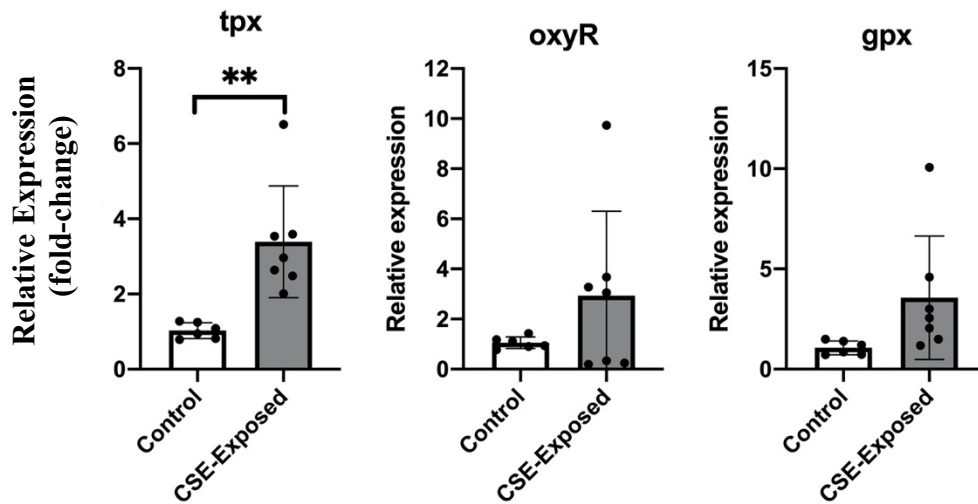 tpx
Relative Expression
(fold-change)
8
6
4
2
0
**
Control
CSE-Exposed
oxyR
Relative expression
12
10
8
6
4
2
0
Control
CSE-Exposed
gpx
Relative expression
15
10
5
0
Control
CSE-Exposed